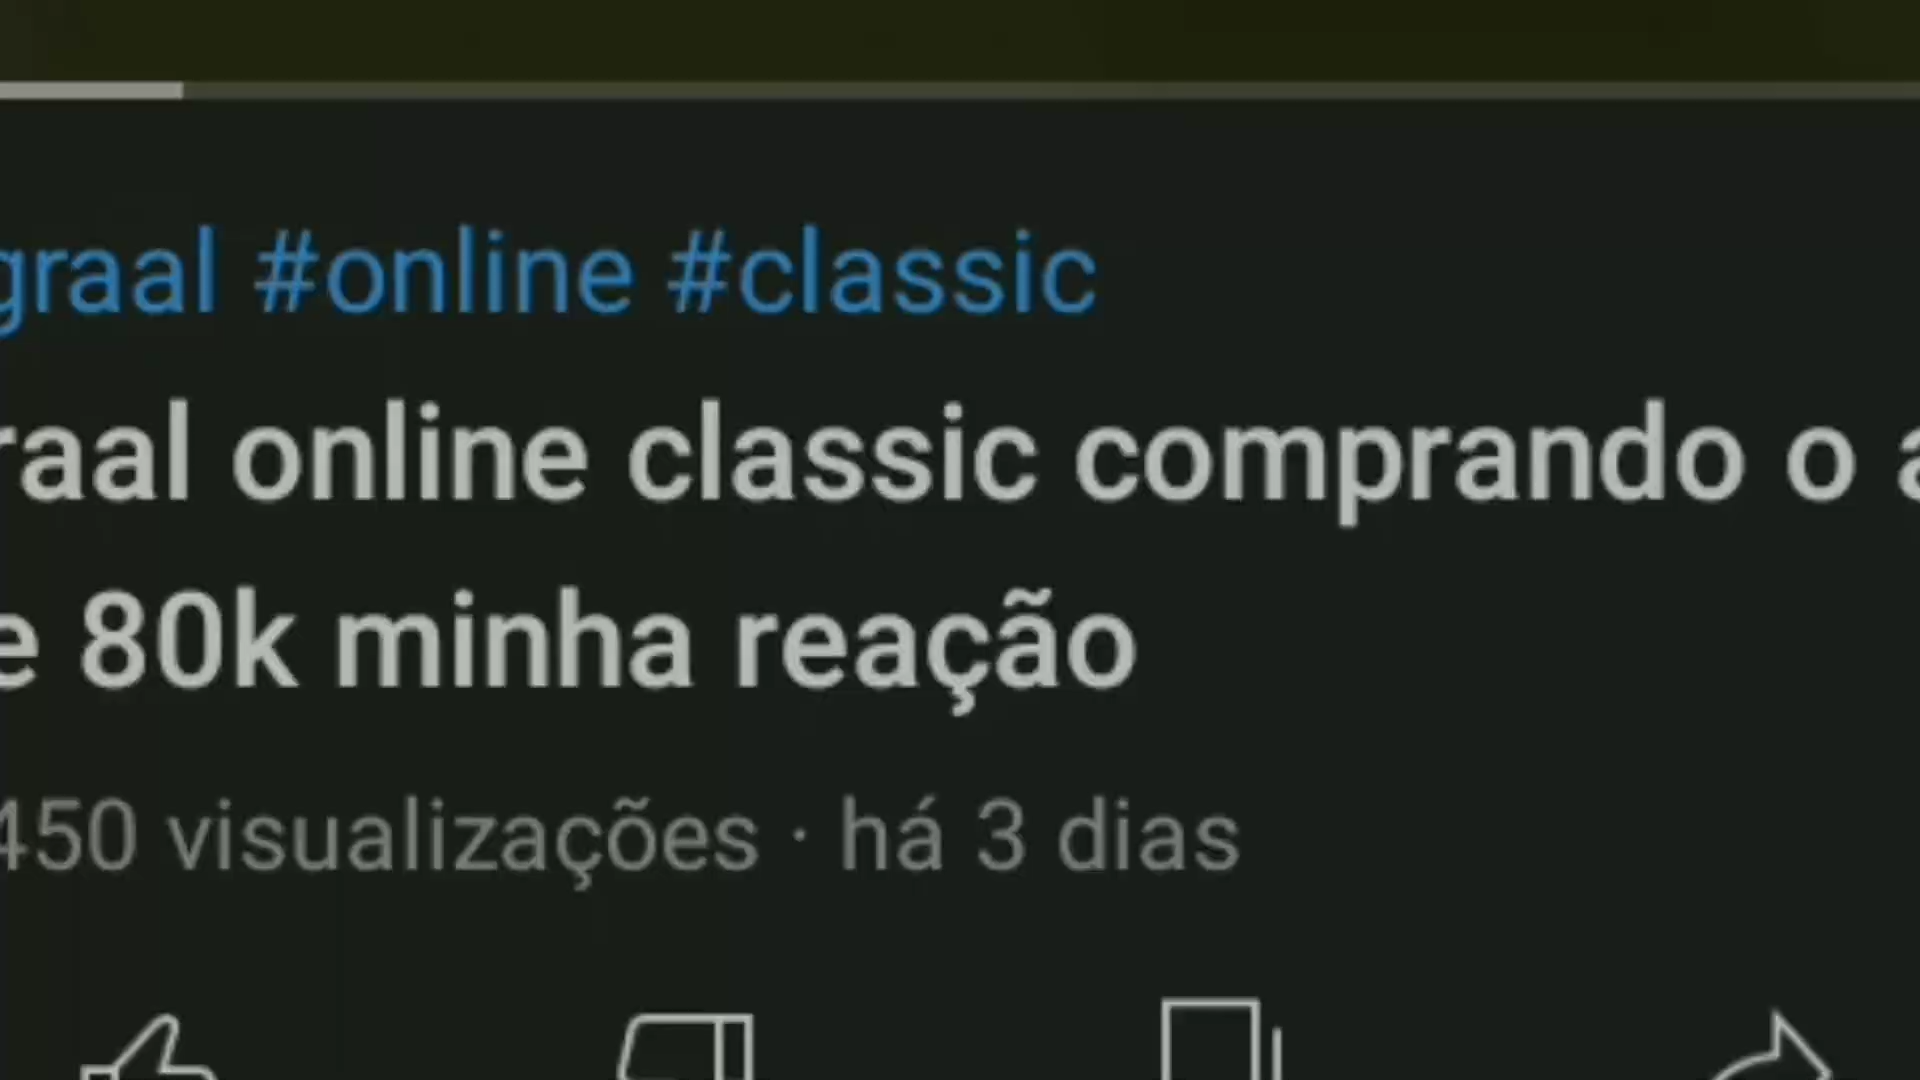 graal #online #classic
raal online classic comprando o
80k minha reação
450 visualizações · há 3 dias